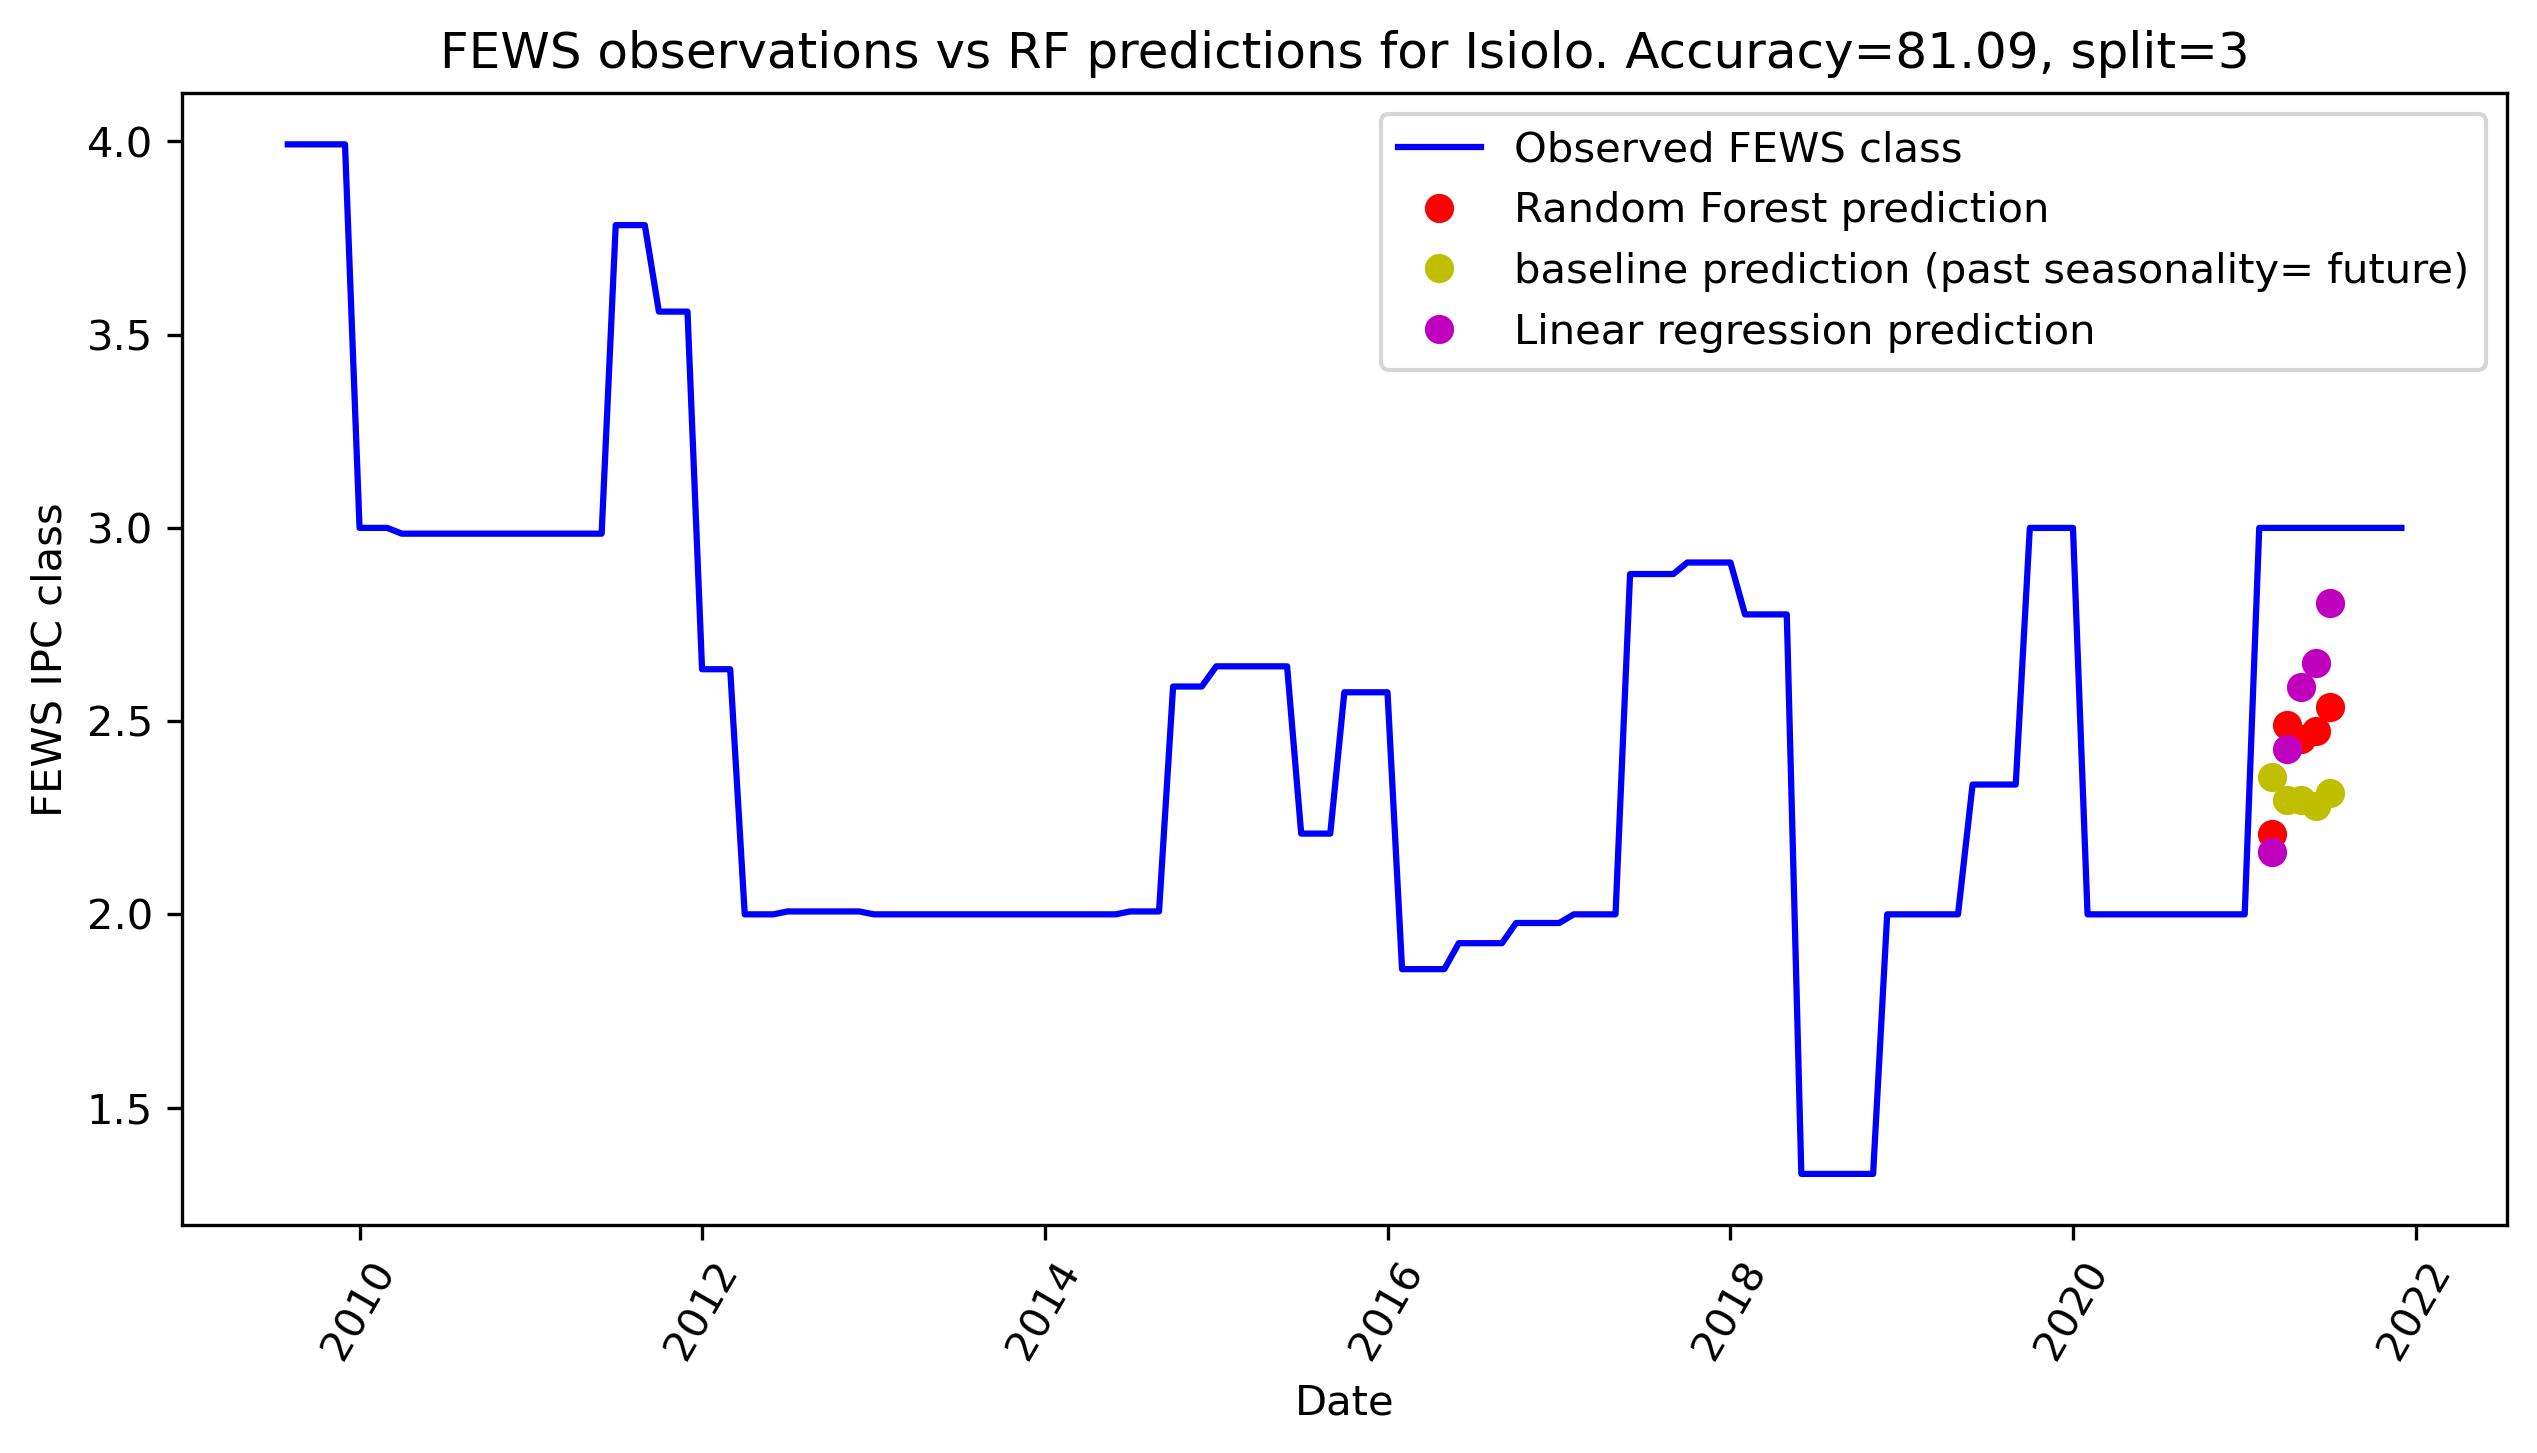 FEWS observations vs RF predictions for Isiolo. Accuracy=81.09, split=3
Observed FEWS class
Random Forest prediction
baseline prediction (past seasonality= future)
Linear regression prediction
FEWS IPC class
4.0
3.5
3.0
2.5
2.0
1.5
2010
2012
2014
2016
2018
2020
2022
Date